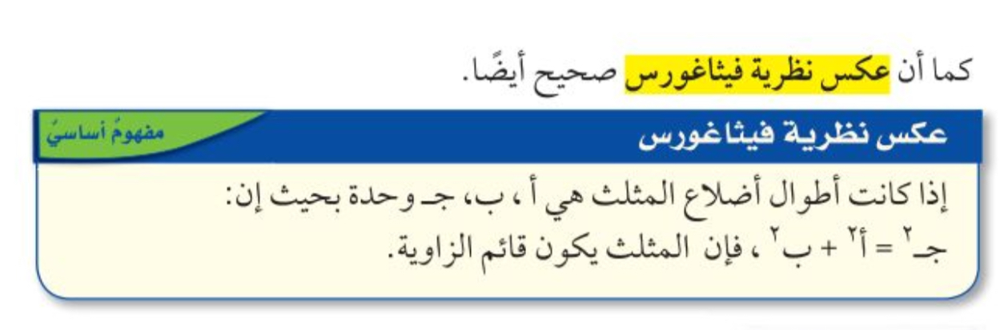 كما أن عكس نظرية فيثاغورس صحيح أيضًا.
عكس نظرية فيثاغورس
مفهومٌ أساسيٌ
إذا كانت أطوال أضلاع المثلث هي أ ، ب، جـ وحدة بحيث إن:
جـ٢ = أ٢ + ب٢ ، فإن المثلث يكون قائم الزاوية.